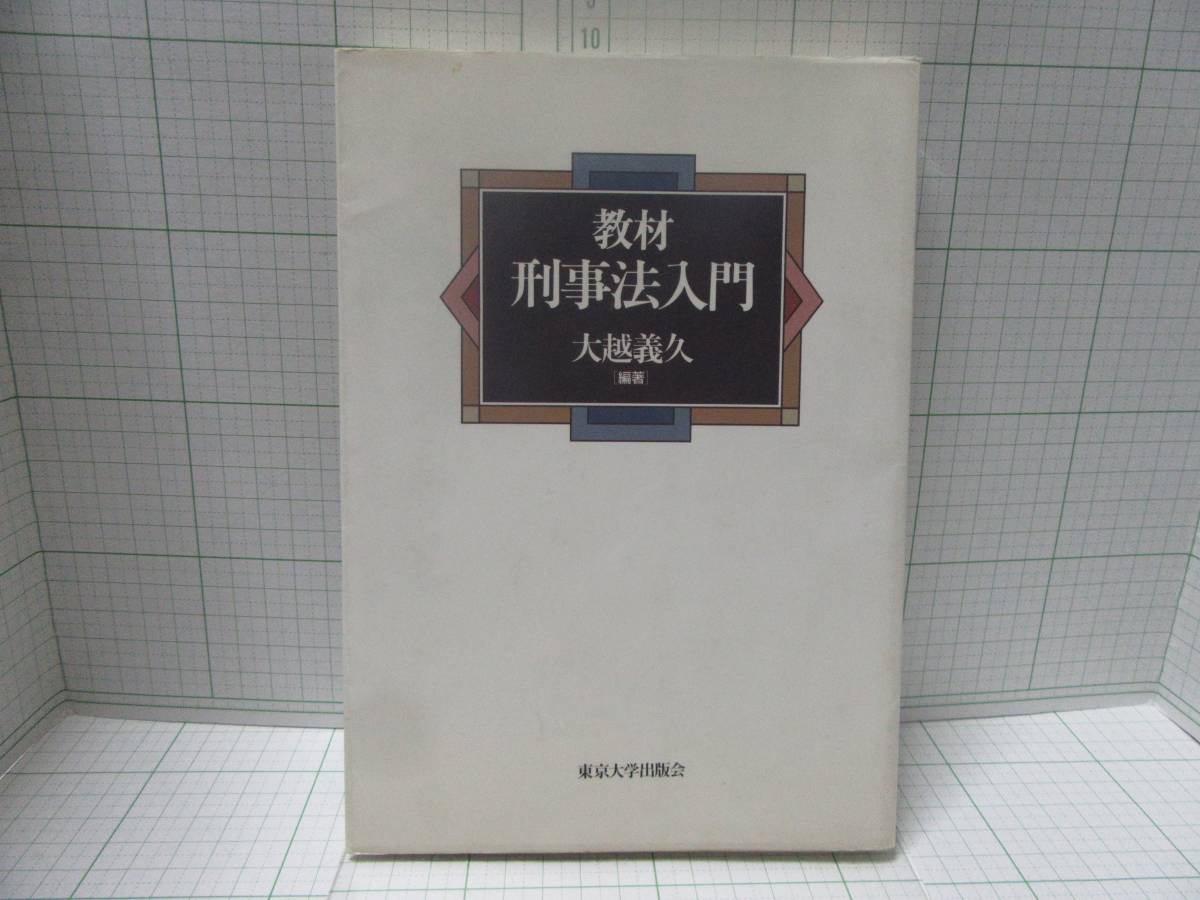 10
教材
刑事法入門
大越義久
[編著]
東京大学出版会